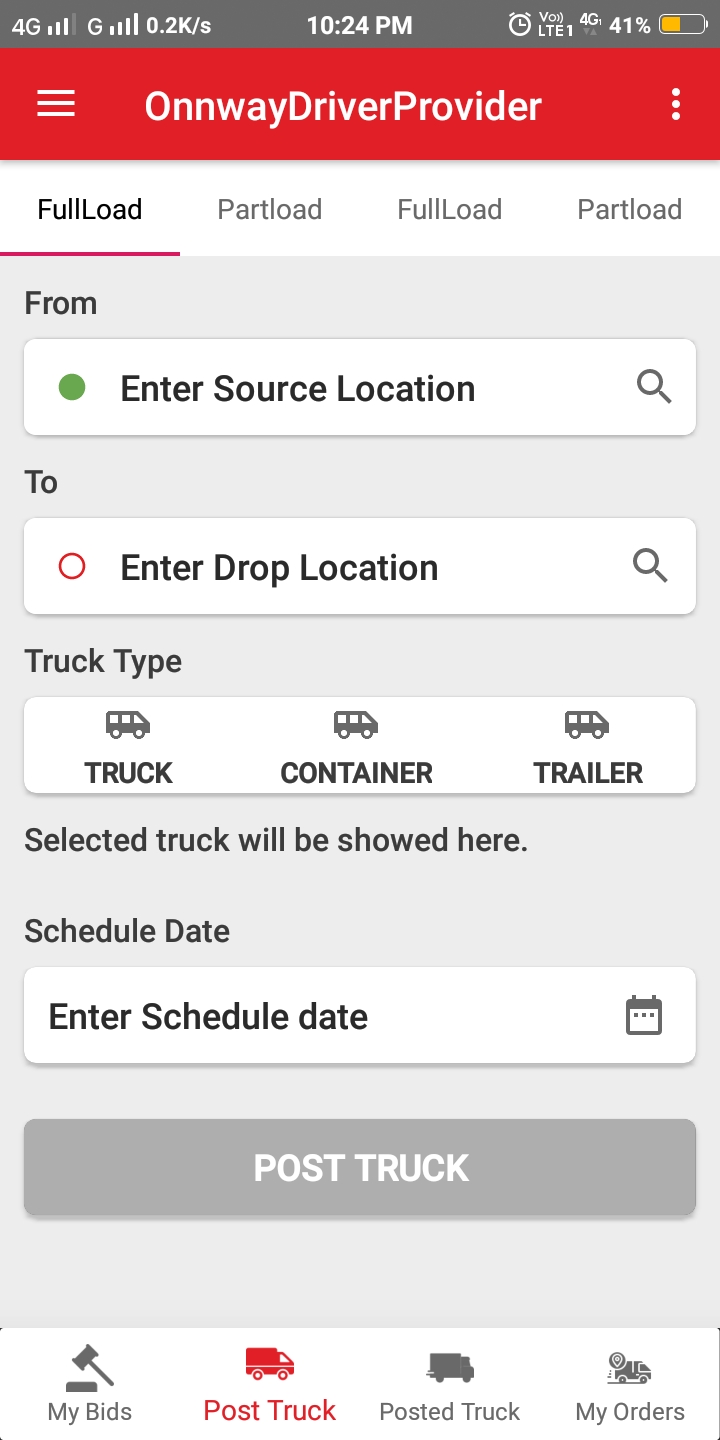 4G G 0.2K/s 10:24 PM Vo)) LTE1 4G 41%
OnnwayDriverProvider
FullLoad Partload FullLoad Partload
From
Enter Source Location
To
Enter Drop Location
Truck Type
TRUCK CONTAINER TRAILER
Selected truck will be showed here.
Schedule Date
Enter Schedule date
POST TRUCK
My Bids Post Truck Posted Truck My Orders